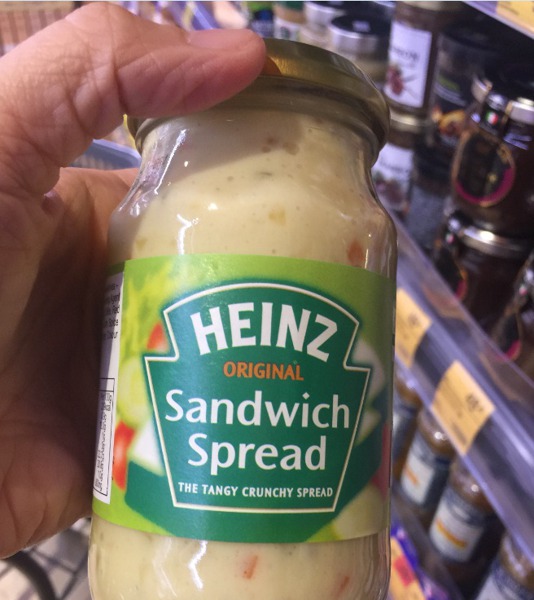 HEINZ
ORIGINAL
Sandwich
Spread
THE TANGY CRUNCHY SPREAD